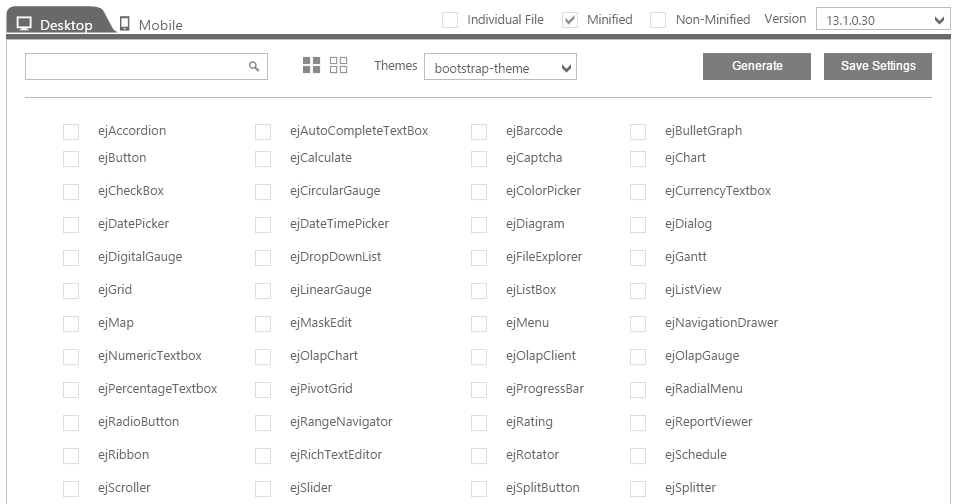 Desktop Mobile Individual File Minified Non-Minified Version 13.1.0.30
Themes bootstrap-theme Generate Save Settings
ejAccordion ejAutoCompleteTextBox ejBarcode ejBulletGraph
ejButton ejCalculate ejCaptcha ejChart
ejCheckBox ejCircularGauge ejColorPicker ejCurrencyTextbox
ejDatePicker ejDateTimePicker ejDiagram ejDialog
ejDigitalGauge ejDropDownList ejFileExplorer ejGantt
ejGrid ejLinearGauge ejListBox ejListView
ejMap ejMaskEdit ejMenu ejNavigationDrawer
ejNumericTextbox ejOlapChart ejOlapClient ejOlapGauge
ejPercentageTextbox ejPivotGrid ejProgressBar ejRadialMenu
ejRadioButton ejRangeNavigator ejRating ejReportViewer
ejRibbon ejRichTextEditor ejRotator ejSchedule
ejScroller ejSlider ejSplitButton ejSplitter